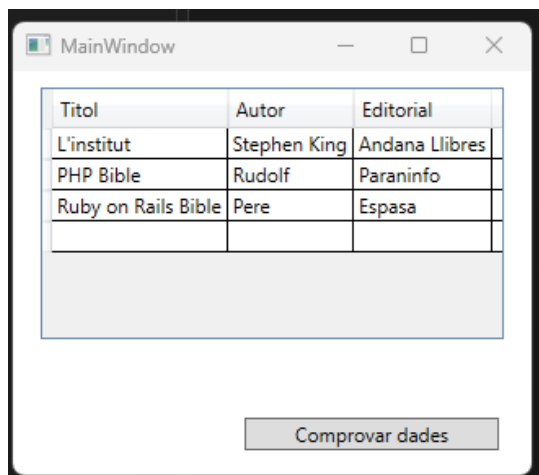 MainWindow
Titol Autor Editorial
L'institut Stephen King Andana Llibres
PHP Bible Rudolf Paraninfo
Ruby on Rails Bible Pere Espasa
Comprovar dades